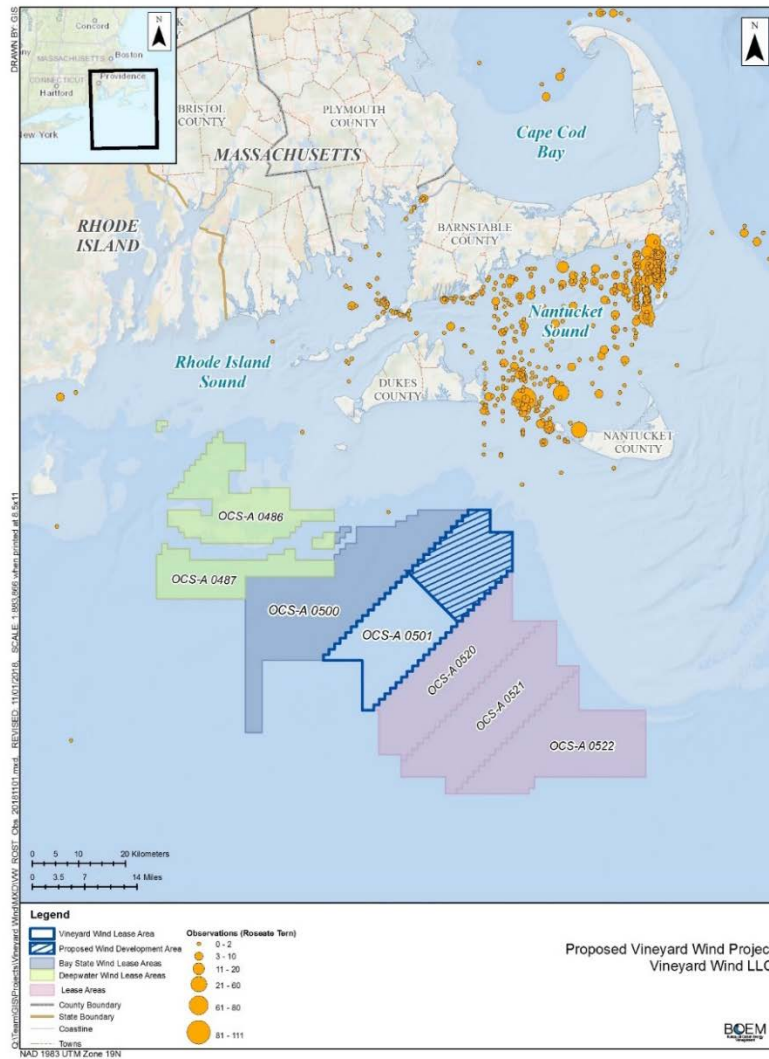 DRAWN BY: GIS
Concord
N
MASSACHUSETTS
Boston
Providence
CONNECTICUT
Hartford
New-York
N
BRISTOL
COUNTY
PLYMOUTH
COUNTY
Cape Cod
Bay
MASSACHUSETTS
RHODE
ISLAND
BARNSTABLE
COUNTY
Nantucket
Sound
Rhode Island
Sound
DUKES
COUNTY
NANTUCKET
COUNTY
OCS-A 0486
OCS-A 0487
OCS-A 0500
OCS-A 0501
OCS-A 0520
OCS-A 0521
OCS-A 0522
0 5 10 20 Kilometers
0 3.5 7 14 Miles
Legend
Vineyard Wind Lease Area
Proposed Wind Development Area
Bay State Wind Lease Areas
Deepwater Wind Lease Areas
Lease Areas
County Boundary
State Boundary
Coastline
Towns
Observations (Roseate Tern)
0 - 2
3 - 10
11 - 20
21 - 60
61 - 80
81 - 111
Proposed Vineyard Wind Projec
Vineyard Wind LLC
BOEM
NAD 1983 UTM Zone 19N